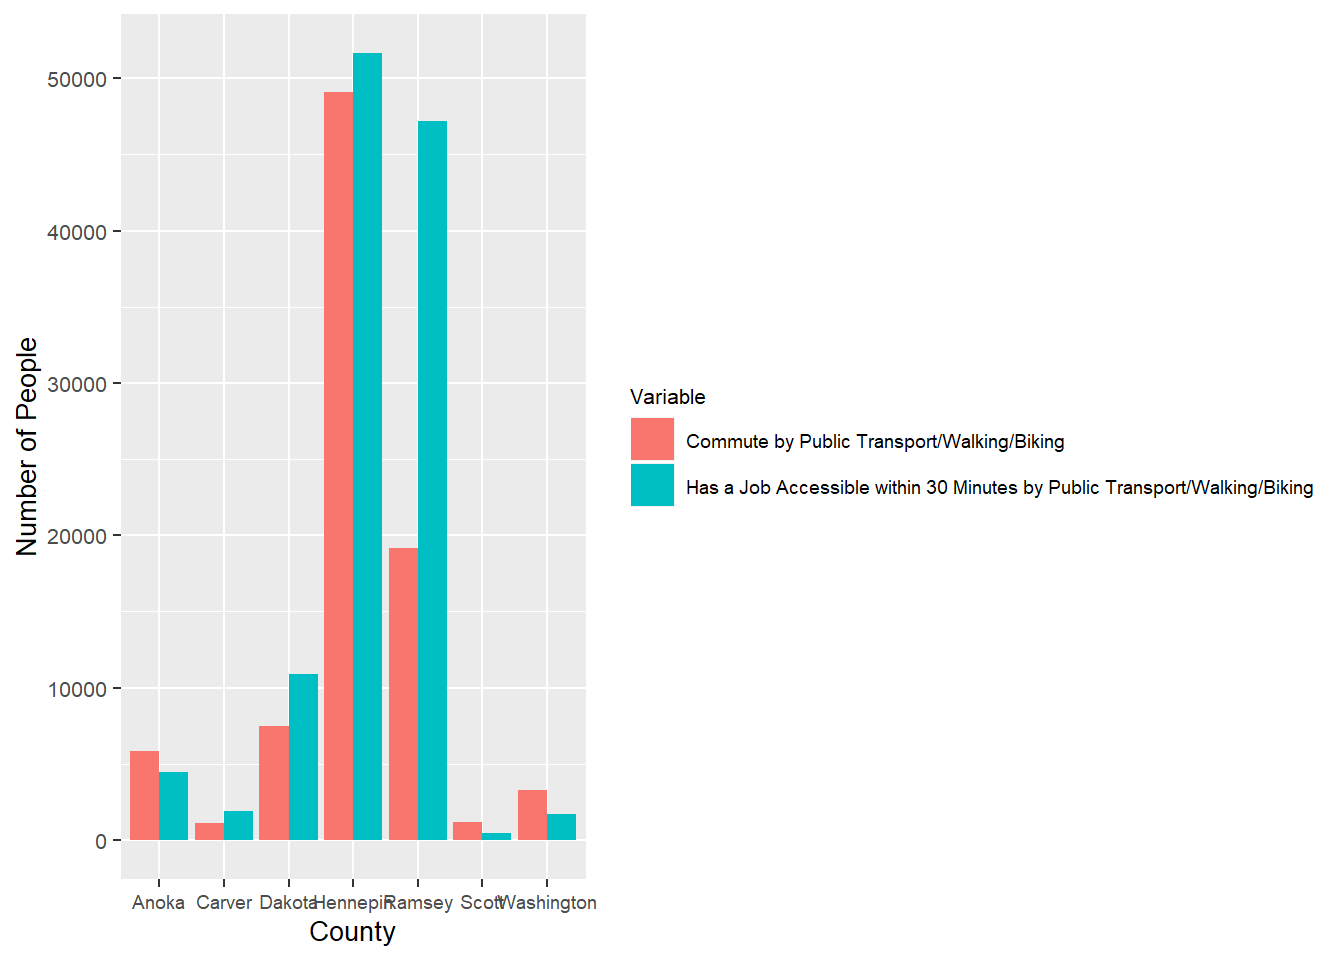 50000
40000
30000
20000
10000
0
Number of People
Anoka Carver Dakota Hennepin Ramsey Scott Washington
County
Variable
Commute by Public Transport/Walking/Biking
Has a Job Accessible within 30 Minutes by Public Transport/Walking/Biking